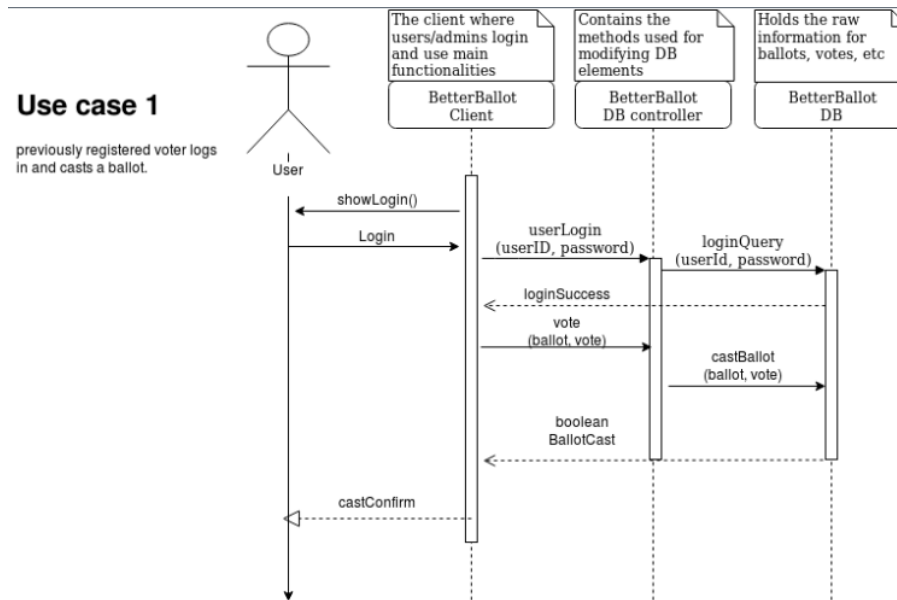 The client where
users/admins login
and use main
functionalities
Contains the
methods used for
modifying DB
elements
Holds the raw
information for
ballots, votes, etc
BetterBallot
Client
BetterBallot
DB controller
BetterBallot
DB
Use case 1
previously registered voter logs
in and casts a ballot.
User
showLogin()
Login
userLogin
(userID, password)
loginQuery
(userId, password)
loginSuccess
vote
(ballot, vote)
castBallot
(ballot, vote)
boolean
BallotCast
castConfirm